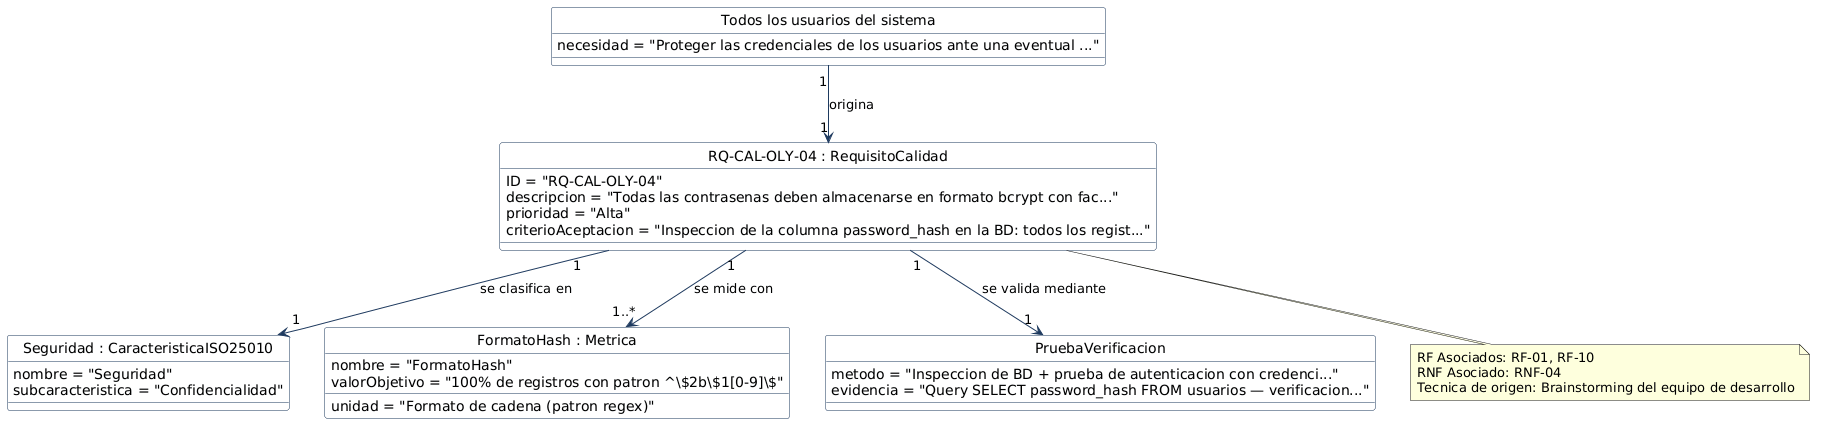 Todos los usuarios del sistema
necesidad = "Proteger las credenciales de los usuarios ante una eventual ..."
1
origina
1
RQ-CAL-OLY-04 : RequisitoCalidad
ID = "RQ-CAL-OLY-04"
descripcion = "Todas las contrasenas deben almacenarse en formato bcrypt con fac..."
prioridad = "Alta"
criterioAceptacion = "Inspeccion de la columna password_hash en la BD: todos los regist..."
1
se clasifica en
1
1
se mide con
1..*
1
se valida mediante
1
Seguridad : CaracteristicaISO25010
nombre = "Seguridad"
subcaracteristica = "Confidencialidad"
FormatoHash : Metrica
nombre = "FormatoHash"
valorObjetivo = "100% de registros con patron ^\$2b\$1[0-9]\$"
unidad = "Formato de cadena (patron regex)"
PruebaVerificacion
metodo = "Inspeccion de BD + prueba de autenticacion con credenci..."
evidencia = "Query SELECT password_hash FROM usuarios — verificacion..."
RF Asociados: RF-01, RF-10
RNF Asociado: RNF-04
Tecnica de origen: Brainstorming del equipo de desarrollo